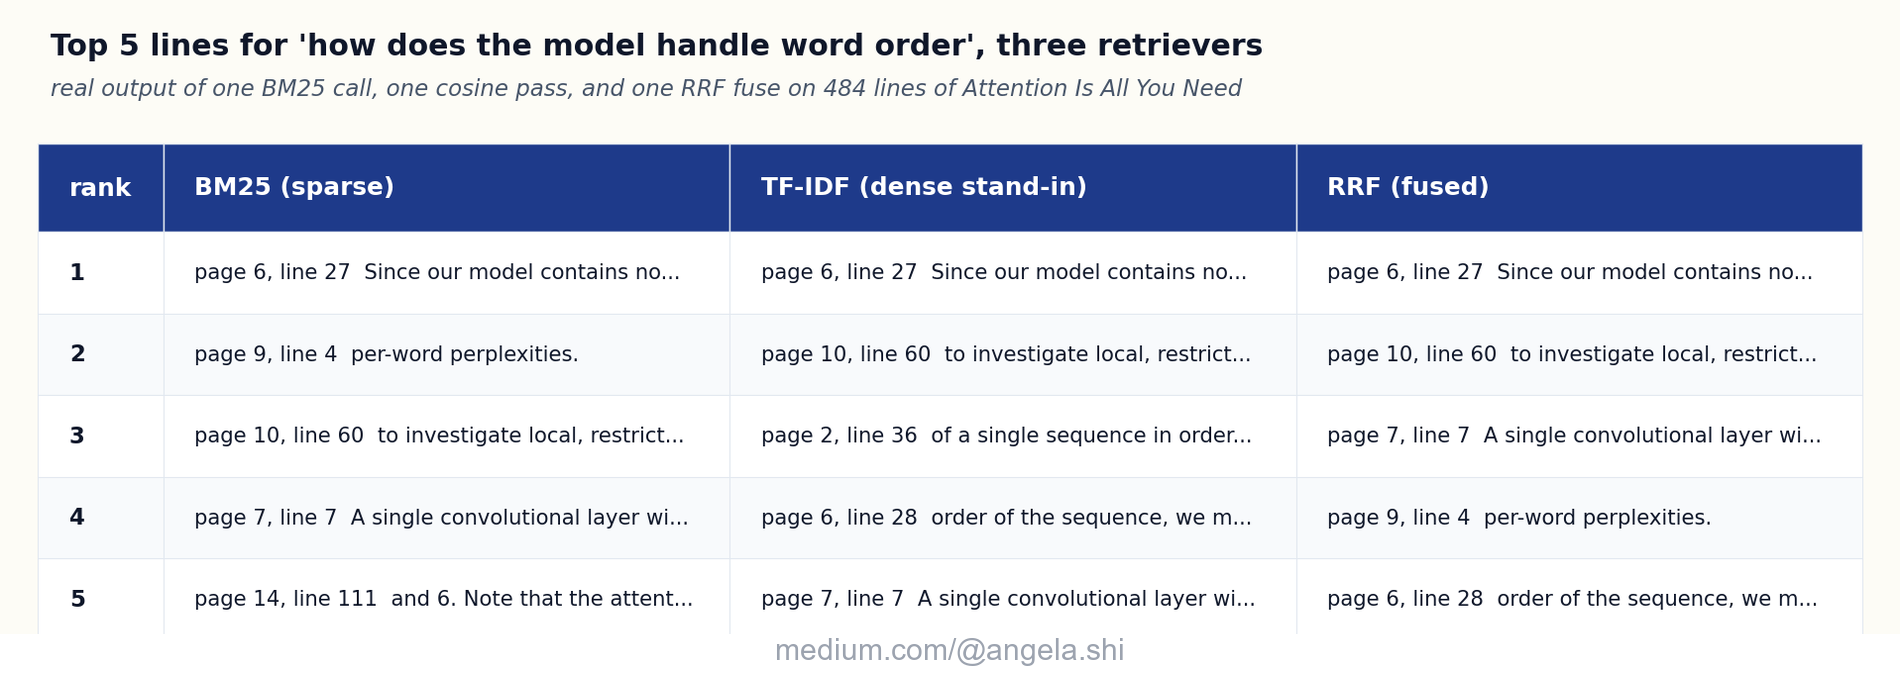 Top 5 lines for 'how does the model handle word order', three retrievers
real output of one BM25 call, one cosine pass, and one RRF fuse on 484 lines of Attention Is All You Need
rank BM25 (sparse) TF-IDF (dense stand-in) RRF (fused)
1 page 6, line 27 Since our model contains no... page 6, line 27 Since our model contains no... page 6, line 27 Since our model contains no...
2 page 9, line 4 per-word perplexities. page 10, line 60 to investigate local, restrict... page 10, line 60 to investigate local, restrict...
3 page 10, line 60 to investigate local, restrict... page 2, line 36 of a single sequence in order... page 7, line 7 A single convolutional layer wi...
4 page 7, line 7 A single convolutional layer wi... page 6, line 28 order of the sequence, we m... page 9, line 4 per-word perplexities.
5 page 14, line 111 and 6. Note that the attent... page 7, line 7 A single convolutional layer wi... page 6, line 28 order of the sequence, we m...
medium.com/@angela.shi